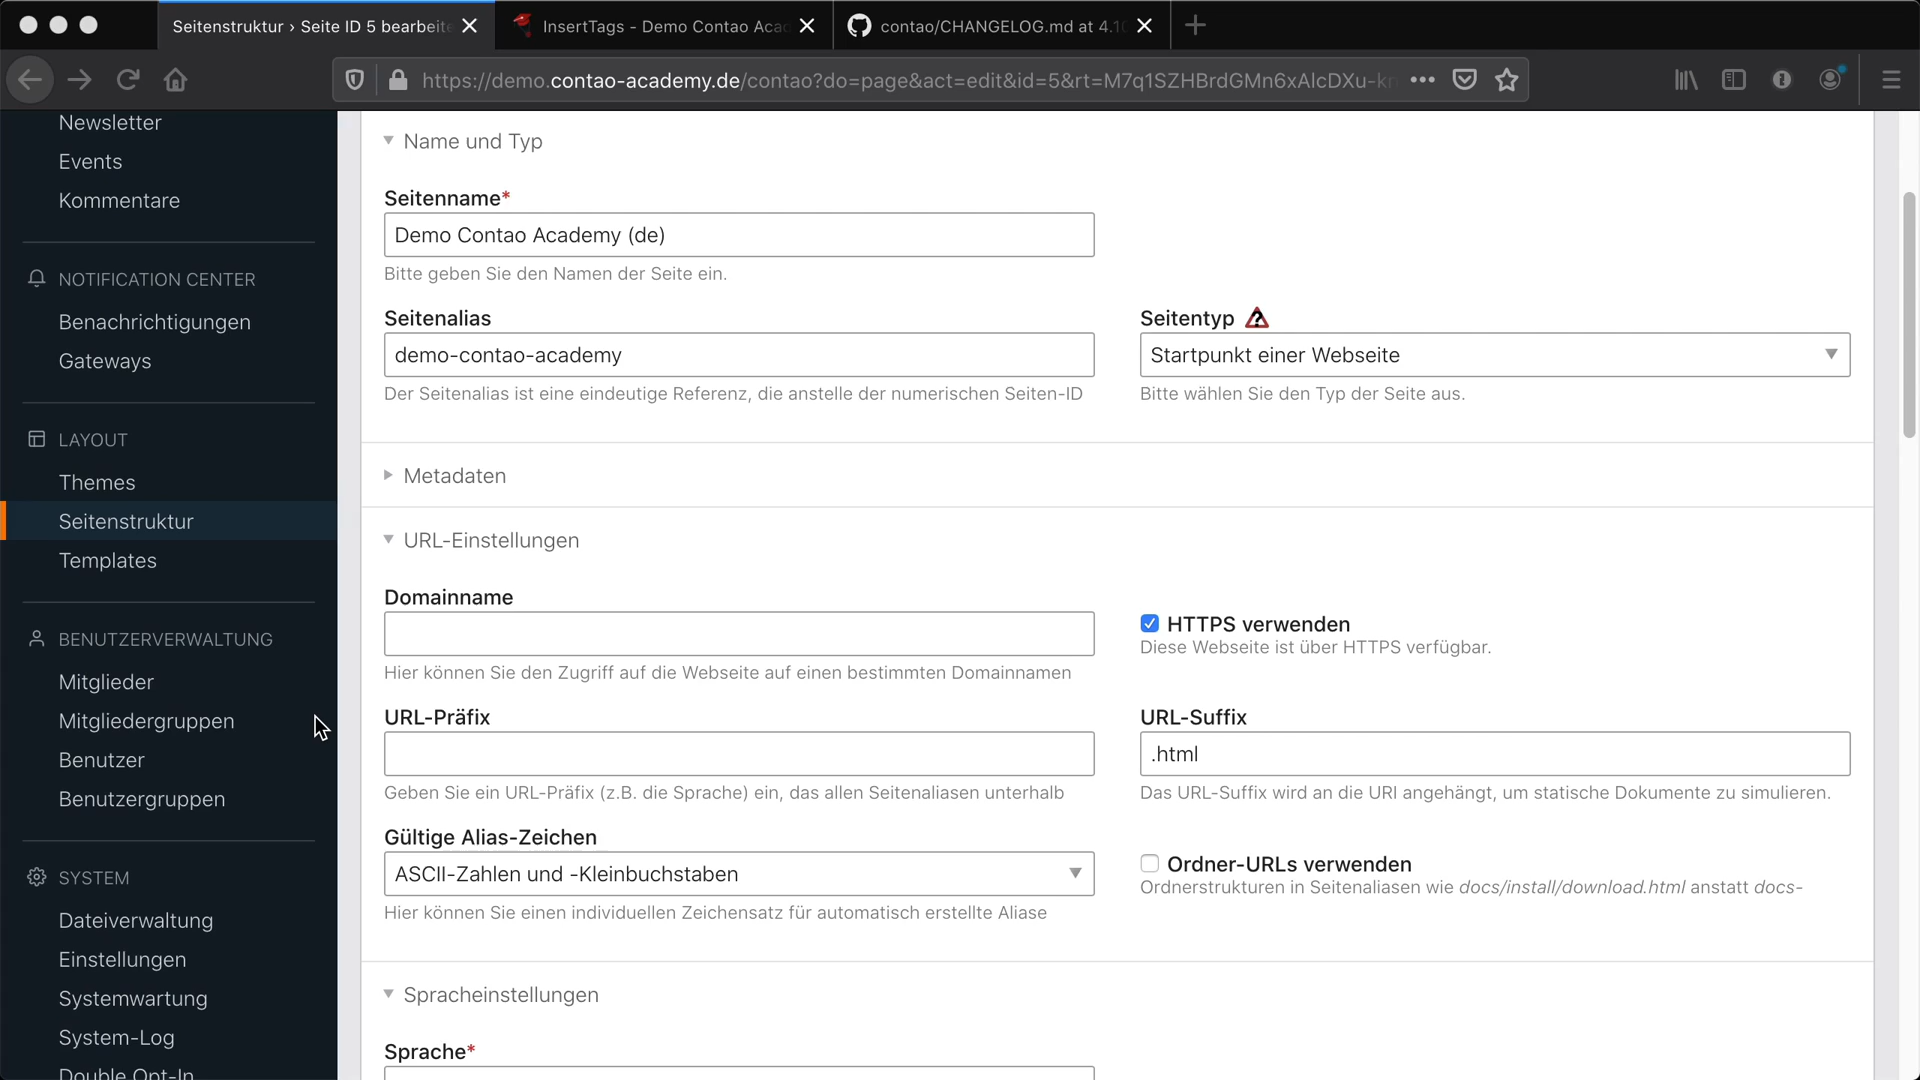 Seitenstruktur › Seite ID 5 bearbeite
InsertTags - Demo Contao Aca
contao/CHANGELOG.md at 4.10
https://demo.contao-academy.de/contao?do=page&act=edit&id=5&rt=M7q1SZHBrdGMn6xAlcDXu-k
Newsletter
Events
Kommentare
NOTIFICATION CENTER
Benachrichtigungen
Gateways
LAYOUT
Themes
Seitenstruktur
Templates
BENUTZERVERWALTUNG
Mitglieder
Mitgliedergruppen
Benutzer
Benutzergruppen
SYSTEM
Dateiverwaltung
Einstellungen
Systemwartung
System-Log
Double Opt-In
Name und Typ
Seitenname*
Demo Contao Academy (de)
Bitte geben Sie den Namen der Seite ein.
Seitenalias
demo-contao-academy
Der Seitenalias ist eine eindeutige Referenz, die anstelle der numerischen Seiten-ID
Seitentyp
Startpunkt einer Webseite
Bitte wählen Sie den Typ der Seite aus.
Metadaten
URL-Einstellungen
Domainname
Hier können Sie den Zugriff auf die Webseite auf einen bestimmten Domainnamen
HTTPS verwenden
Diese Webseite ist über HTTPS verfügbar.
URL-Präfix
Geben Sie ein URL-Präfix (z.B. die Sprache) ein, das allen Seitenaliasen unterhalb
URL-Suffix
.html
Das URL-Suffix wird an die URI angehängt, um statische Dokumente zu simulieren.
Gültige Alias-Zeichen
ASCII-Zahlen und -Kleinbuchstaben
Hier können Sie einen individuellen Zeichensatz für automatisch erstellte Aliase
Ordner-URLs verwenden
Ordnerstrukturen in Seitenaliasen wie docs/install/download.html anstatt docs-
Spracheinstellungen
Sprache*